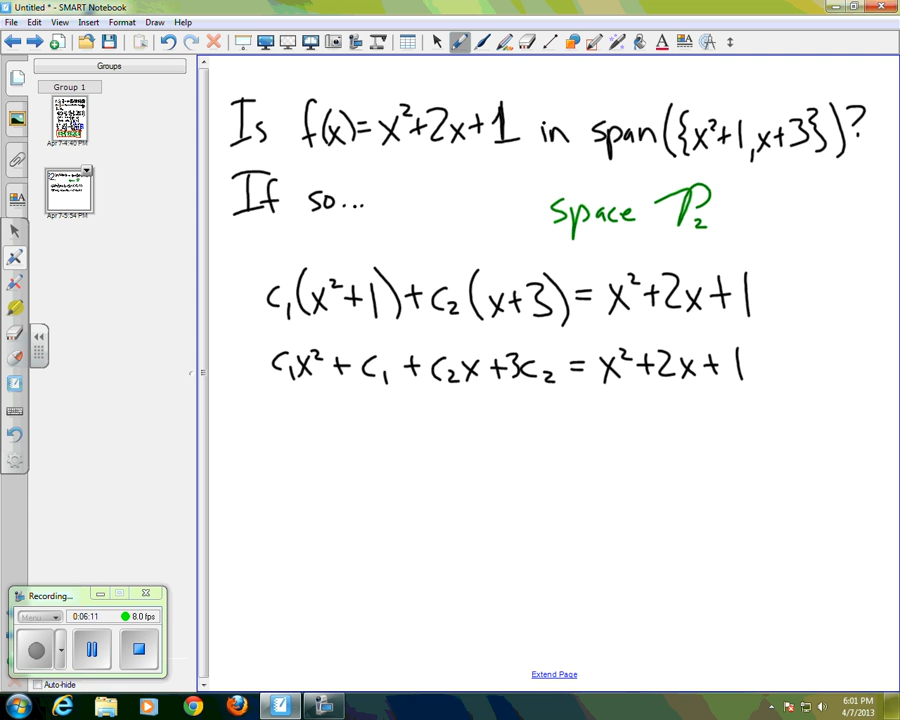 Untitled * - SMART Notebook
File Edit View Insert Format Draw Help
Groups
Group 1
Apr 7-4:40 PM
Apr 7-5:54 PM
Is f(x)=x²+2x+1 in span({x²+1,x+3})?
If so...
space P₂
c₁(x²+1)+c₂(x+3)=x²+2x+1
c₁x²+c₁+c₂x+3c₂=x²+2x+1
Recording...
Menu
0:06:11 8.0 fps
Auto-hide
Extend Page
6:01 PM
4/7/2013